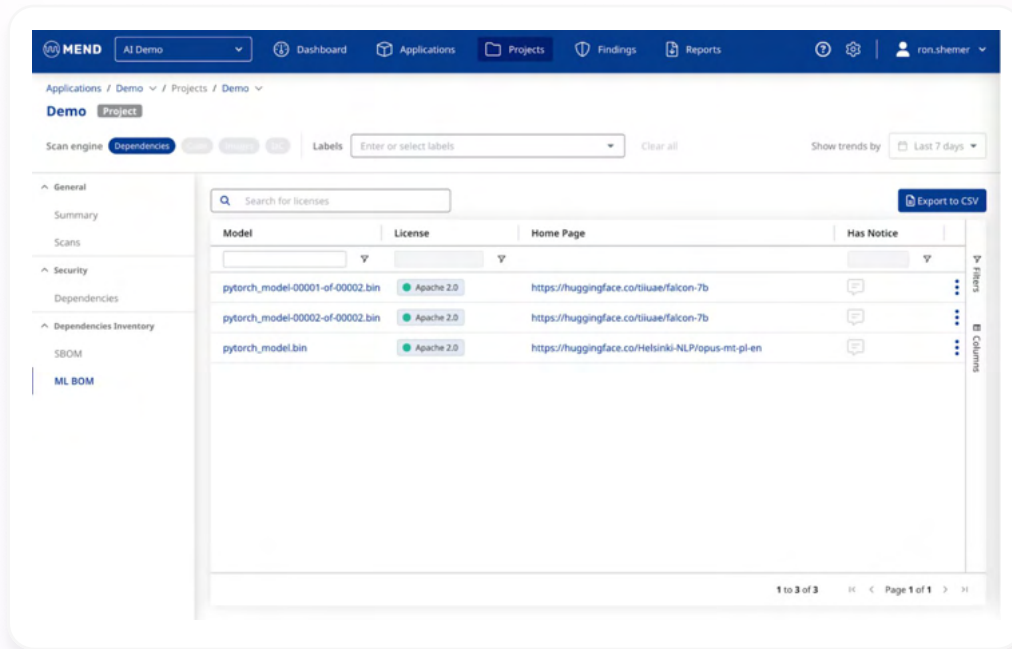 MEND AI Demo Dashboard Applications Projects Findings Reports ron.shemer
Applications / Demo / Projects / Demo
Demo Project
Scan engine Dependencies Labels Enter or select labels Clear all Show trends by Last 7 days
General
Summary
Scans
Security
Dependencies
Dependencies Inventory
SBOM
ML BOM
Search for licenses Export to CSV
Model License Home Page Has Notice
pytorch_model-00001-of-00002.bin Apache 2.0 https://huggingface.co/tiiuae/falcon-7b
pytorch_model-00002-of-00002.bin Apache 2.0 https://huggingface.co/tiiuae/falcon-7b
pytorch_model.bin Apache 2.0 https://huggingface.co/Helsinki-NLP/opus-mt-pl-en
Filters
Columns
1 to 3 of 3 Page 1 of 1